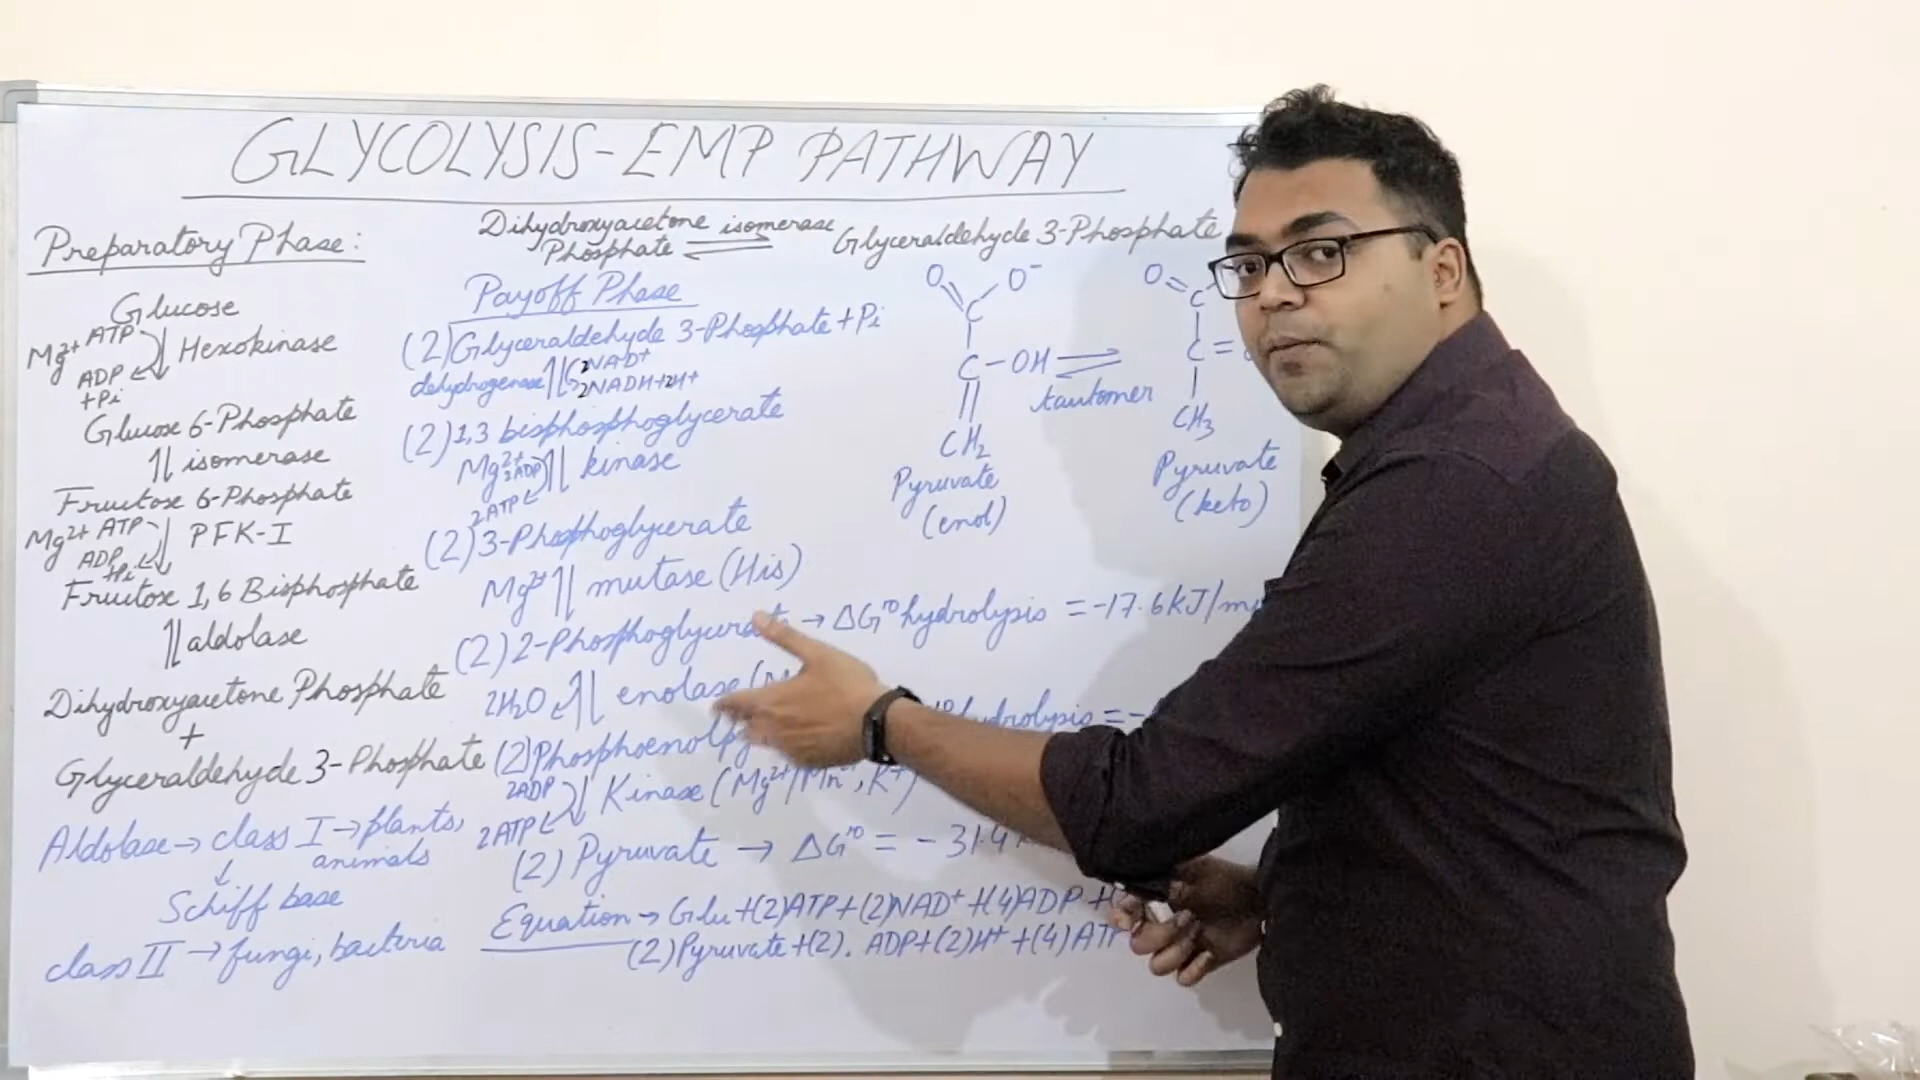 GLYCOLYSIS-EMP PATHWAY
Preparatory Phase:
Glucose
Mg2+ ATP Hexokinase
ADP
+Pi
Glucose 6-Phosphate
isomerase
Fructose 6-Phosphate
Mg2+ ATP PFK-I
ADP
+Pi
Fructose 1,6 Bisphosphate
aldolase
Dihydroxyacetone Phosphate
+
Glyceraldehyde 3-Phosphate
Aldolase → class I → plants,
animals
↓
Schiff base
class II → fungi, bacteria
Dihydroxyacetone isomerase
Phosphate ⇌ Glyceraldehyde 3-Phosphate
Payoff Phase
(2) Glyceraldehyde 3-Phosphate + Pi
dehydrogenase 2NAD+
2NADH+2H+
(2) 1,3 bisphosphoglycerate
Mg2+ 2ADP kinase
2ATP
(2) 3-Phosphoglycerate
Mg2+ mutase (His)
(2) 2-Phosphoglycerate → ΔG'° hydrolysis = -17.6 kJ/
2H2O enolase
(2) hydrolysis = -
2ADP Kinase (Mg2+/Mn2+, K+)
2ATP
(2) Pyruvate → ΔG'° = - 31.4
Equation → Glu +(2)ATP+(2)NAD+ +(4)ADP +
(2)Pyruvate +(2). ADP+(2)H+ +(4)ATP
O O-
C
C - OH ⇌
tautomer
CH2
Pyruvate
(enol)
O
C
C =
CH3
Pyruvate
(keto)